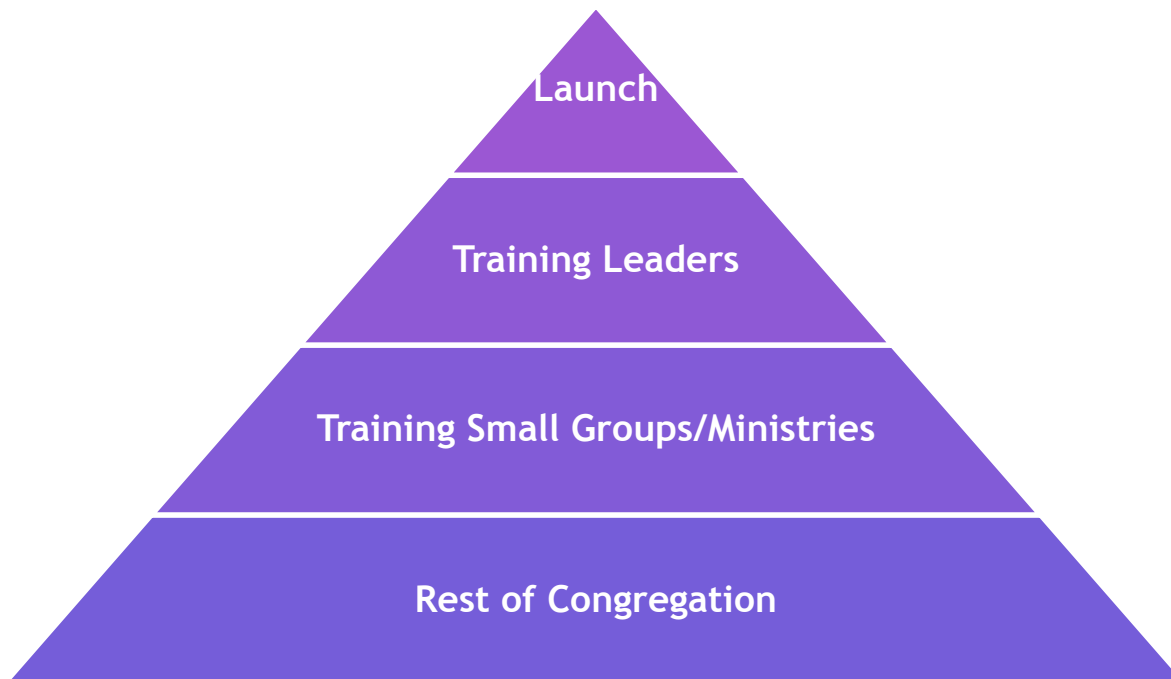 Launch
Training Leaders
Training Small Groups/Ministries
Rest of Congregation